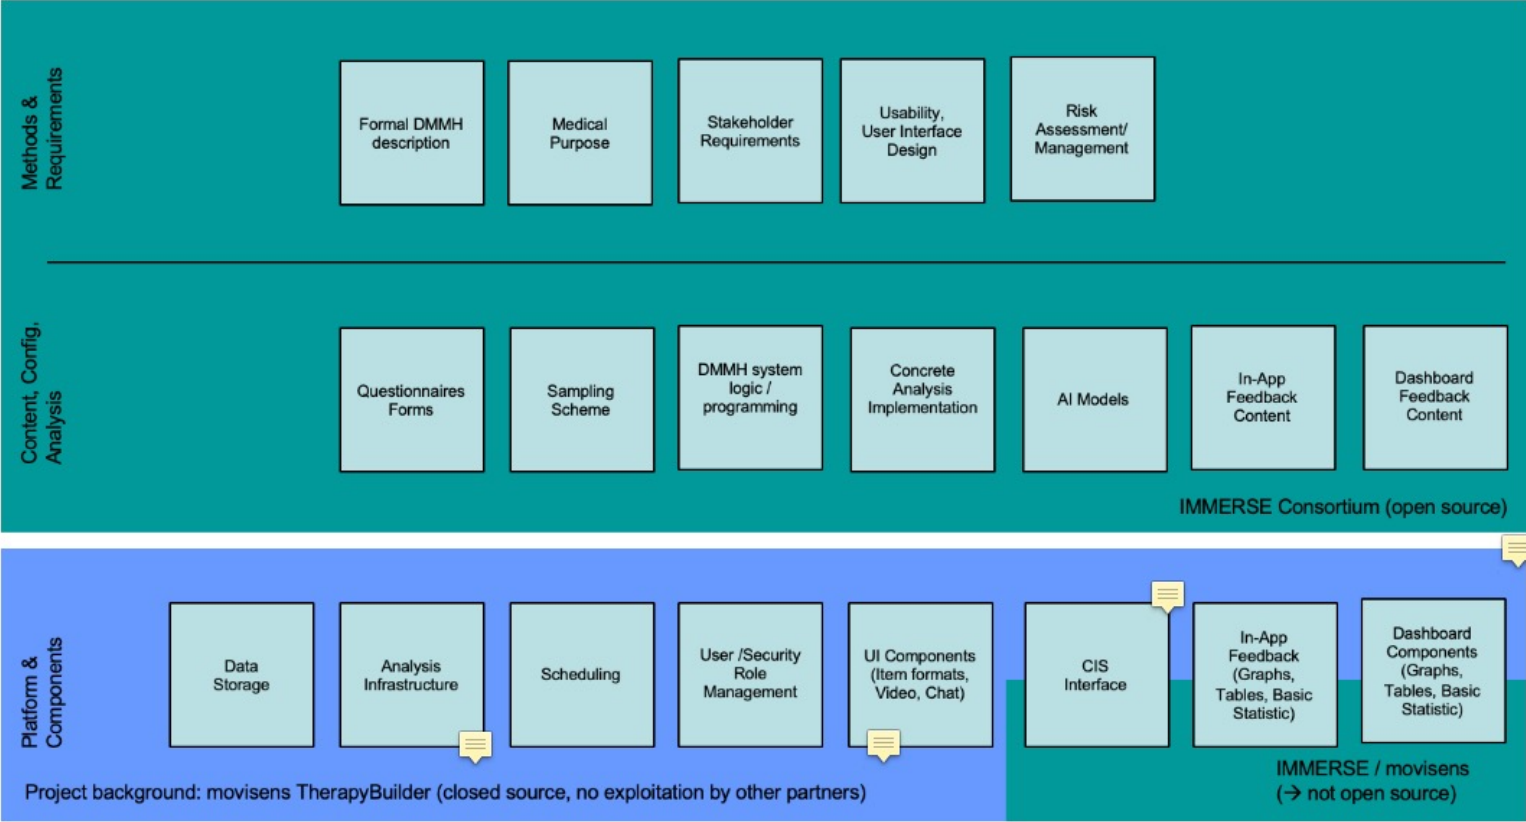 Methods &
Requirements
Formal DMMH
description
Medical
Purpose
Stakeholder
Requirements
Usability,
User Interface
Design
Risk
Assessment/
Management
Content, Config,
Analysis
Questionnaires
Forms
Sampling
Scheme
DMMH system
logic /
programming
Concrete
Analysis
Implementation
AI Models
In-App
Feedback
Content
Dashboard
Feedback
Content
IMMERSE Consortium (open source)
Platform &
Components
Data
Storage
Analysis
Infrastructure
Scheduling
User /Security
Role
Management
UI Components
(Item formats,
Video, Chat)
CIS
Interface
In-App
Feedback
(Graphs,
Tables, Basic
Statistic)
Dashboard
Components
(Graphs,
Tables, Basic
Statistic)
Project background: movisens TherapyBuilder (closed source, no exploitation by other partners)
IMMERSE / movisens
(→ not open source)